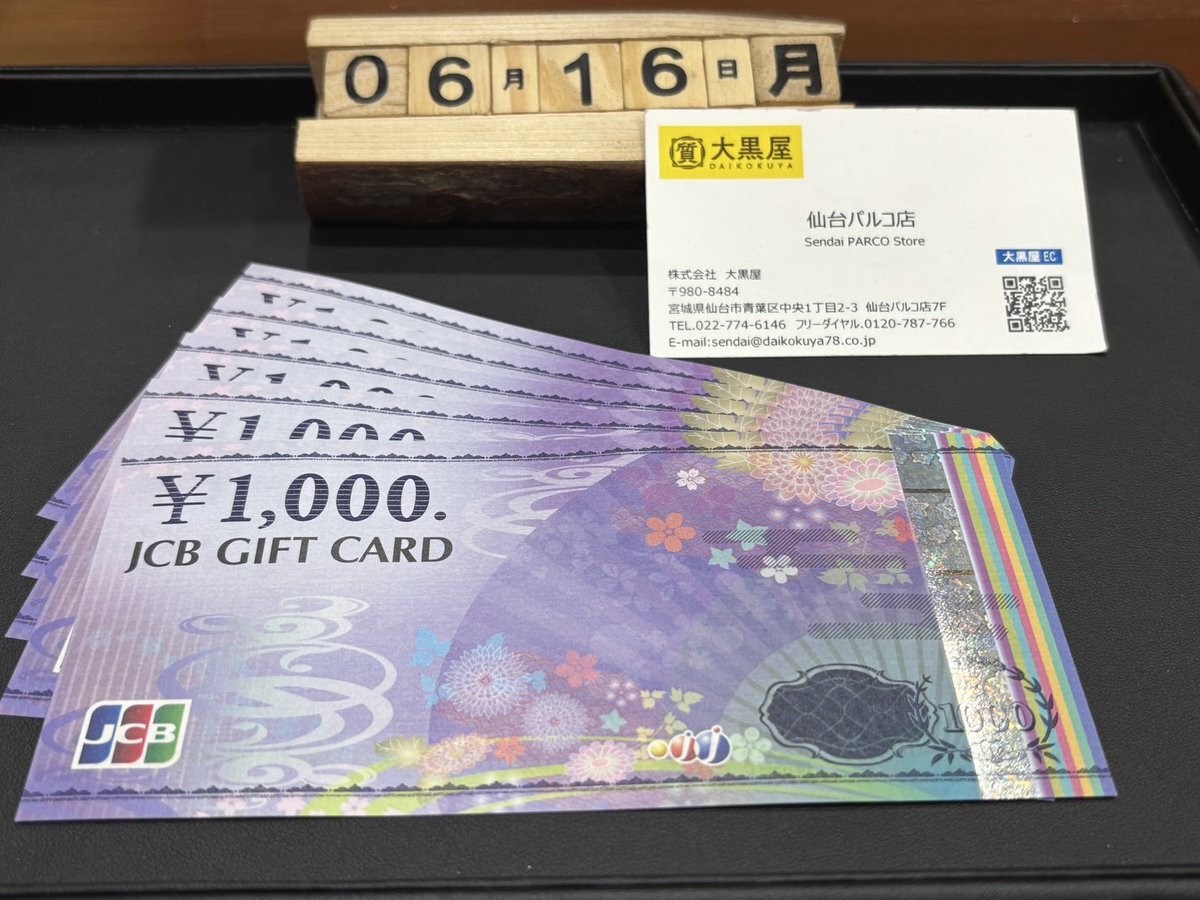 06月16日月
質 大黒屋
DAIKOKUYA
仙台パルコ店
Sendai PARCO Store
大黒屋 EC
株式会社 大黒屋
〒980-8484
宮城県仙台市青葉区中央1丁目2-3 仙台パルコ店7F
TEL.022-774-6146 フリーダイヤル.0120-787-766
E-mail:sendai@daikokuya78.co.jp
¥1,000
¥1,000.
JCB GIFT CARD
JCB
1000